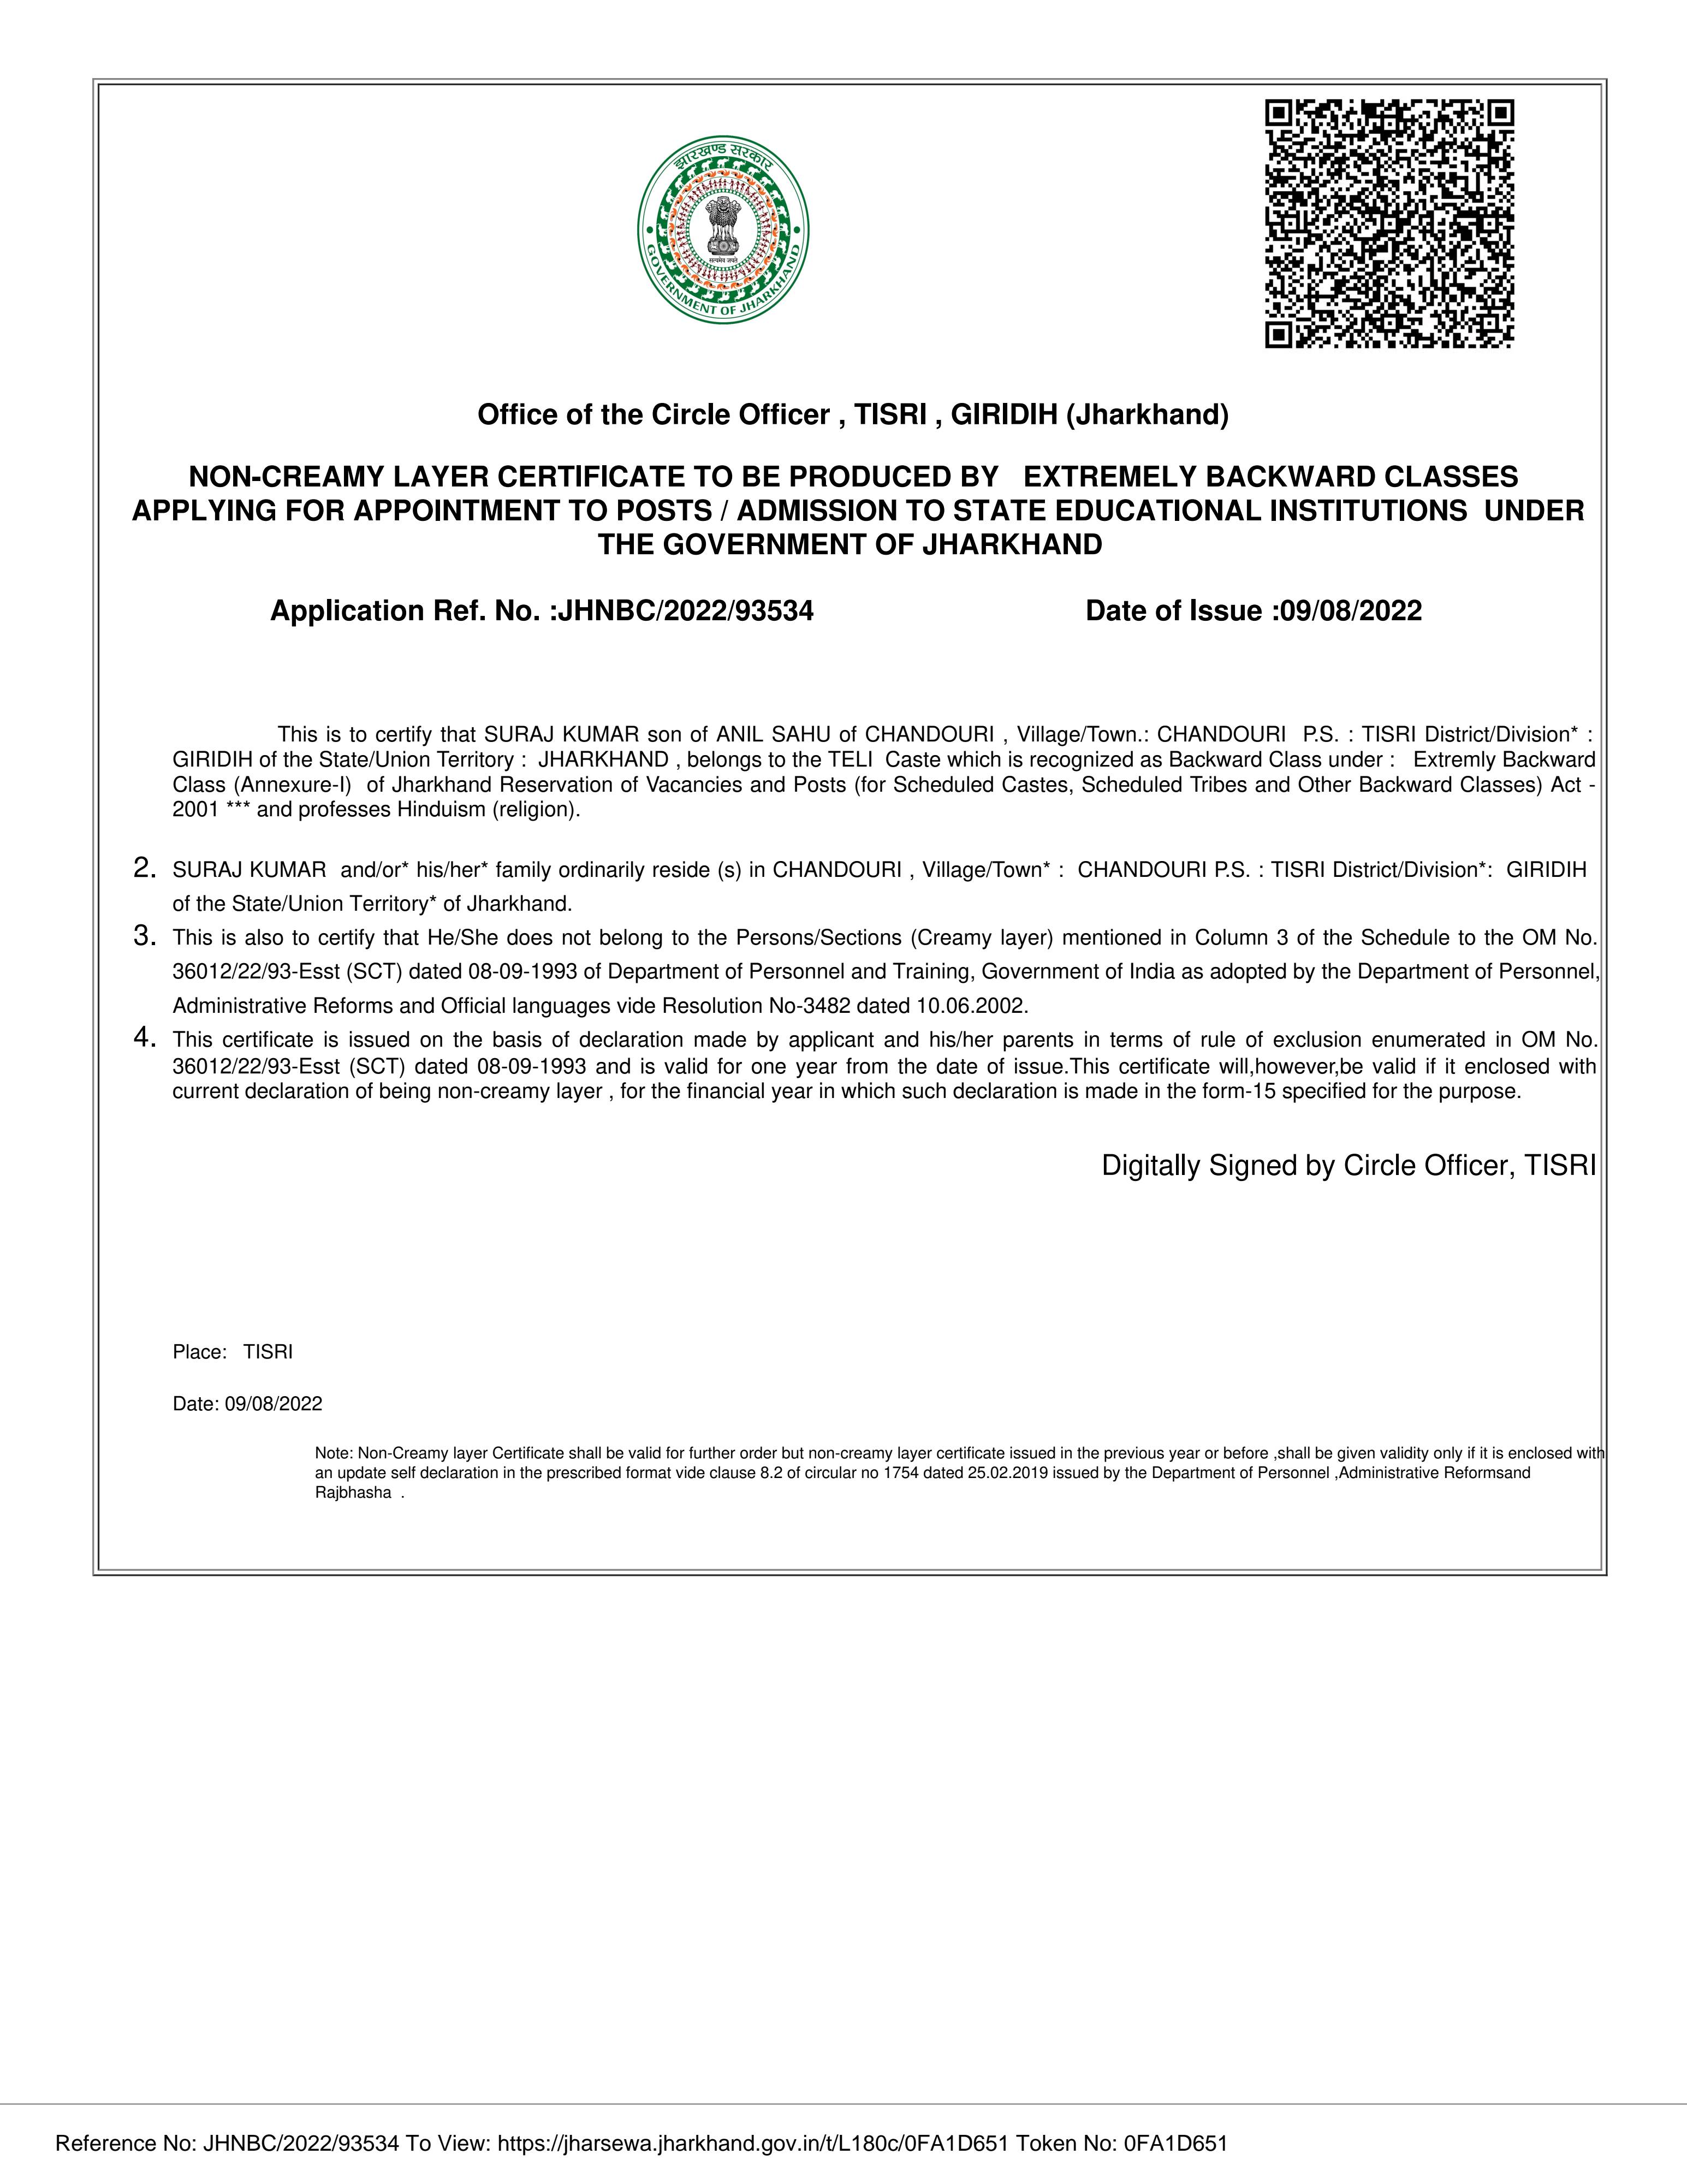 झारखण्ड सरकार
सत्यमेव जयते
GOVERNMENT OF JHARKHAND
Office of the Circle Officer , TISRI , GIRIDIH (Jharkhand)
NON-CREAMY LAYER CERTIFICATE TO BE PRODUCED BY EXTREMELY BACKWARD CLASSES
APPLYING FOR APPOINTMENT TO POSTS / ADMISSION TO STATE EDUCATIONAL INSTITUTIONS UNDER
THE GOVERNMENT OF JHARKHAND
Application Ref. No. :JHNBC/2022/93534 Date of Issue :09/08/2022
This is to certify that SURAJ KUMAR son of ANIL SAHU of CHANDOURI , Village/Town.: CHANDOURI P.S. : TISRI District/Division* :
GIRIDIH of the State/Union Territory : JHARKHAND , belongs to the TELI Caste which is recognized as Backward Class under : Extremly Backward
Class (Annexure-I) of Jharkhand Reservation of Vacancies and Posts (for Scheduled Castes, Scheduled Tribes and Other Backward Classes) Act -
2001 *** and professes Hinduism (religion).
2. SURAJ KUMAR and/or* his/her* family ordinarily reside (s) in CHANDOURI , Village/Town* : CHANDOURI P.S. : TISRI District/Division*: GIRIDIH
of the State/Union Territory* of Jharkhand.
3. This is also to certify that He/She does not belong to the Persons/Sections (Creamy layer) mentioned in Column 3 of the Schedule to the OM No.
36012/22/93-Esst (SCT) dated 08-09-1993 of Department of Personnel and Training, Government of India as adopted by the Department of Personnel,
Administrative Reforms and Official languages vide Resolution No-3482 dated 10.06.2002.
4. This certificate is issued on the basis of declaration made by applicant and his/her parents in terms of rule of exclusion enumerated in OM No.
36012/22/93-Esst (SCT) dated 08-09-1993 and is valid for one year from the date of issue.This certificate will,however,be valid if it enclosed with
current declaration of being non-creamy layer , for the financial year in which such declaration is made in the form-15 specified for the purpose.
Digitally Signed by Circle Officer, TISRI
Place: TISRI
Date: 09/08/2022
Note: Non-Creamy layer Certificate shall be valid for further order but non-creamy layer certificate issued in the previous year or before ,shall be given validity only if it is enclosed with
an update self declaration in the prescribed format vide clause 8.2 of circular no 1754 dated 25.02.2019 issued by the Department of Personnel ,Administrative Reformsand
Rajbhasha .
Reference No: JHNBC/2022/93534 To View: https://jharsewa.jharkhand.gov.in/t/L180c/0FA1D651 Token No: 0FA1D651